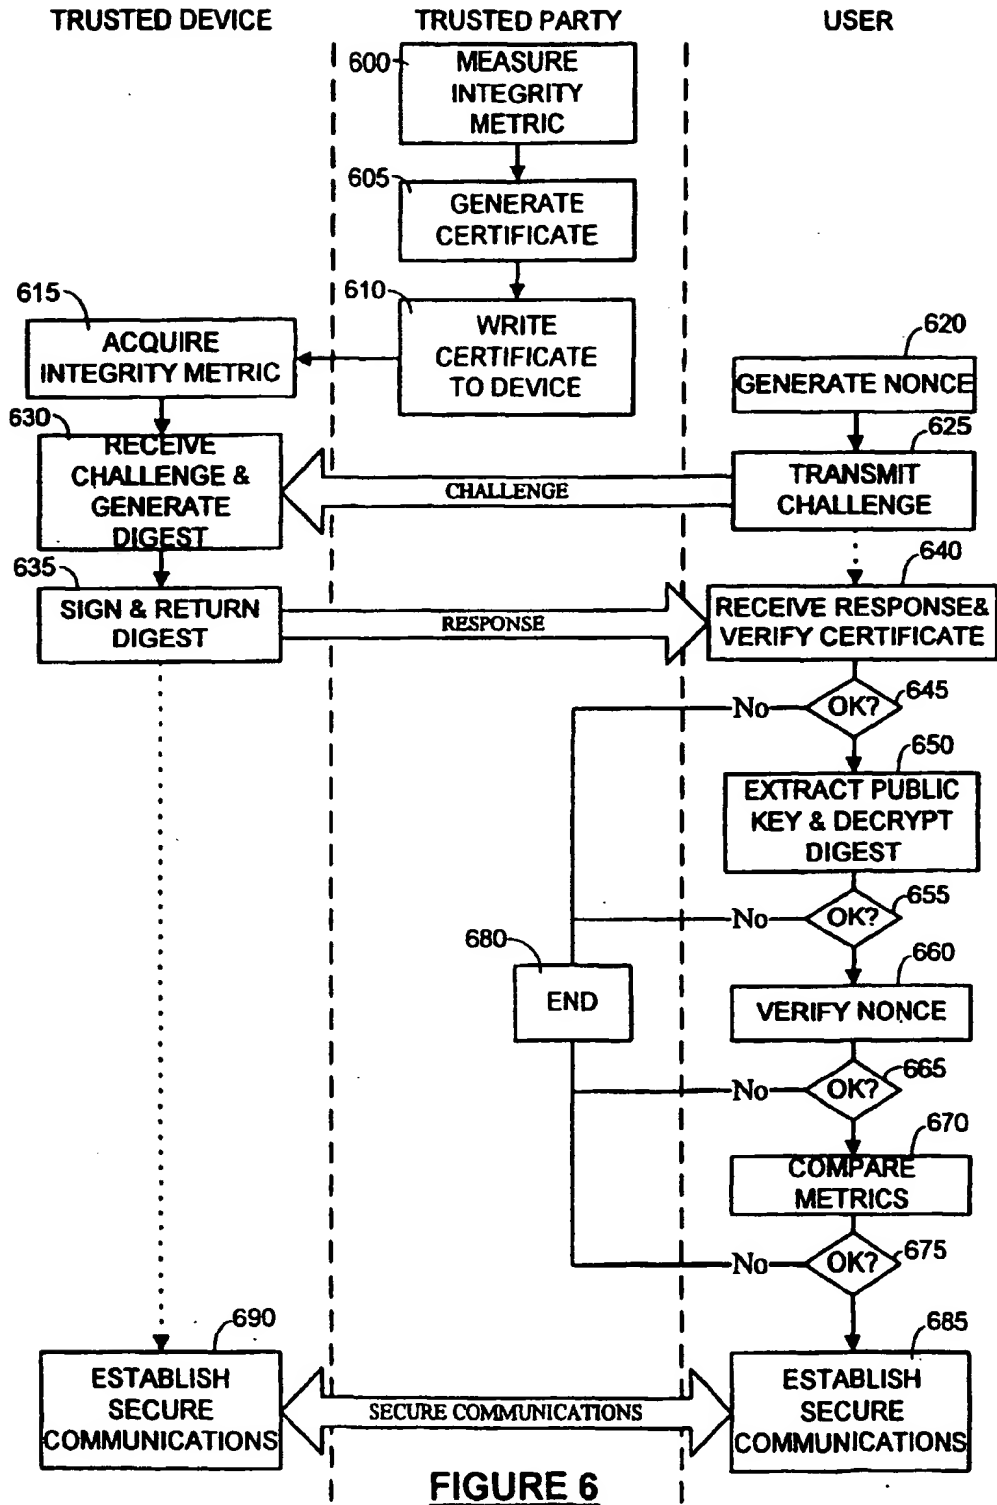 TRUSTED DEVICE
TRUSTED PARTY
USER
600
MEASURE
INTEGRITY
METRIC
605
GENERATE
CERTIFICATE
610
WRITE
CERTIFICATE
TO DEVICE
615
ACQUIRE
INTEGRITY METRIC
620
GENERATE NONCE
625
TRANSMIT
CHALLENGE
CHALLENGE
630
RECEIVE
CHALLENGE &
GENERATE
DIGEST
635
SIGN & RETURN
DIGEST
RESPONSE
640
RECEIVE RESPONSE&
VERIFY CERTIFICATE
645
OK?
No
650
EXTRACT PUBLIC
KEY & DECRYPT
DIGEST
655
OK?
No
660
VERIFY NONCE
680
END
665
OK?
No
670
COMPARE
METRICS
675
OK?
No
690
ESTABLISH
SECURE
COMMUNICATIONS
SECURE COMMUNICATIONS
685
ESTABLISH
SECURE
COMMUNICATIONS
FIGURE 6